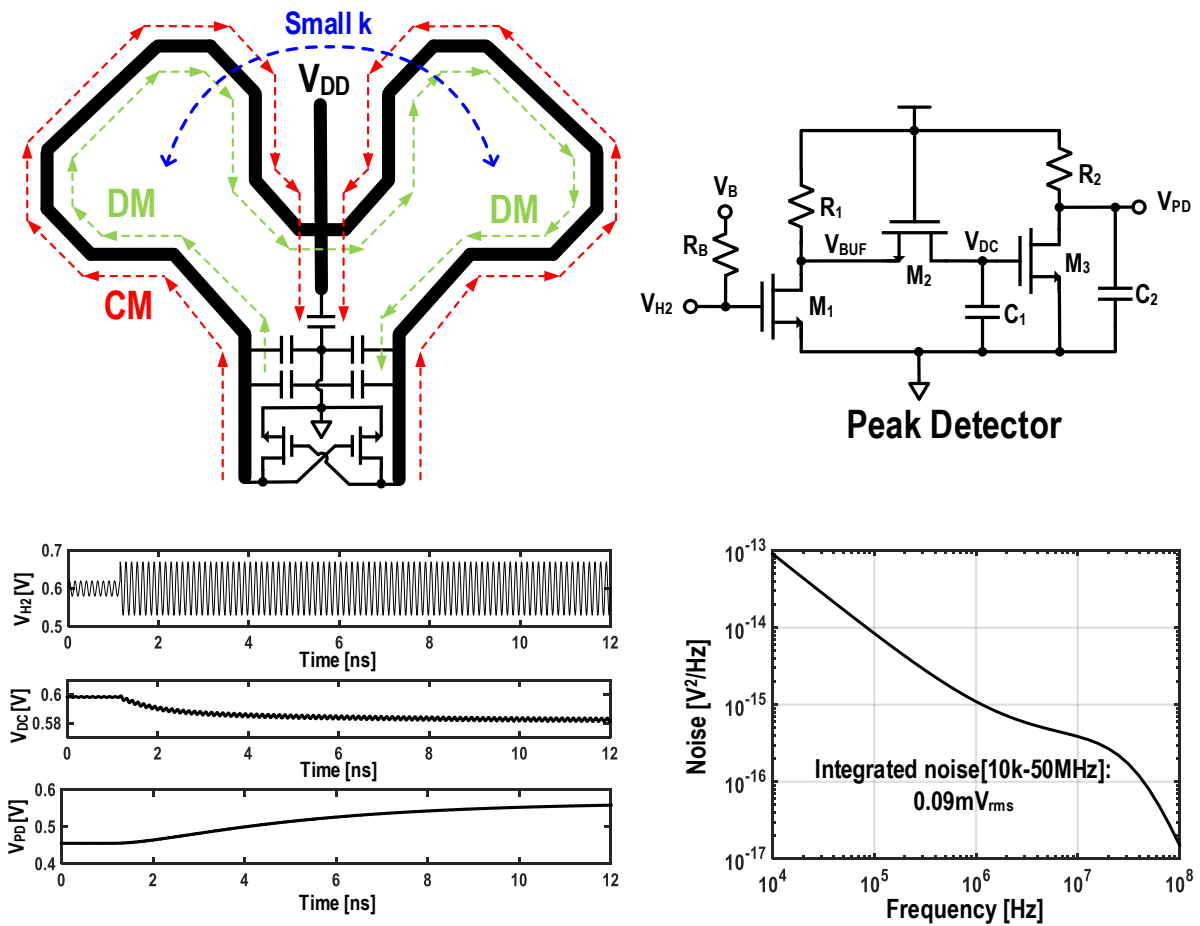 Small k
VDD
DM
DM
CM
VB
RB
VH2
R1
VBUF
M1
M2
VDC
C1
R2
VPD
M3
C2
Peak Detector
0.7
0.6
0.5
VH2 [V]
0 2 4 6 8 10 12
Time [ns]
0.6
0.58
VDC [V]
0 2 4 6 8 10 12
Time [ns]
0.6
0.5
0.4
VPD [V]
0 2 4 6 8 10 12
Time [ns]
10-13
10-14
10-15
10-16
10-17
Noise [V2/Hz]
Integrated noise[10k-50MHz]:
0.09mVrms
104 105 106 107 108
Frequency [Hz]